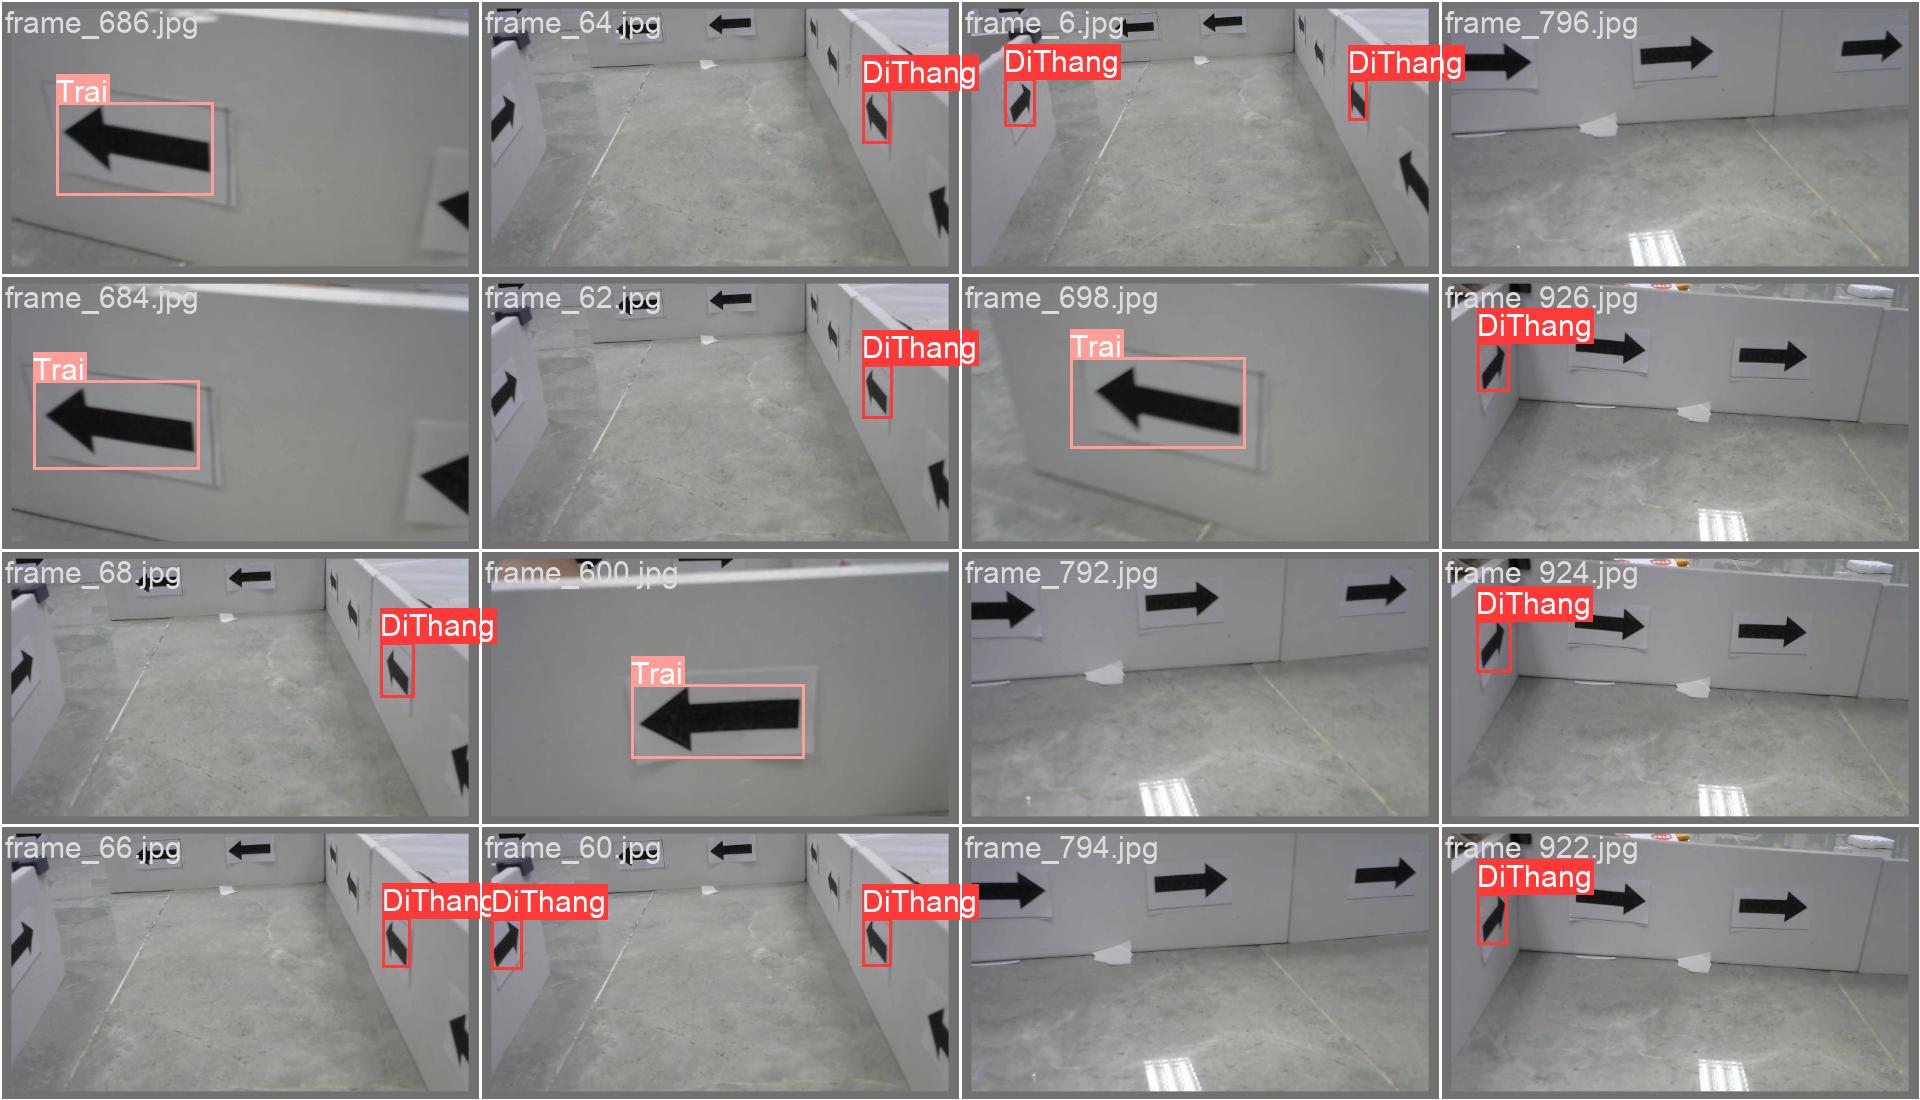 frame_686.jpg
Trai
frame_64.jpg
DiThang
frame_6.jpg
DiThang
DiThang
frame_796.jpg
frame_684.jpg
Trai
frame_62.jpg
DiThang
frame_698.jpg
Trai
frame_926.jpg
DiThang
frame_68.jpg
DiThang
frame_600.jpg
Trai
frame_792.jpg
frame_924.jpg
DiThang
frame_66.jpg
DiThang
frame_60.jpg
DiThang
DiThang
frame_794.jpg
frame_922.jpg
DiThang